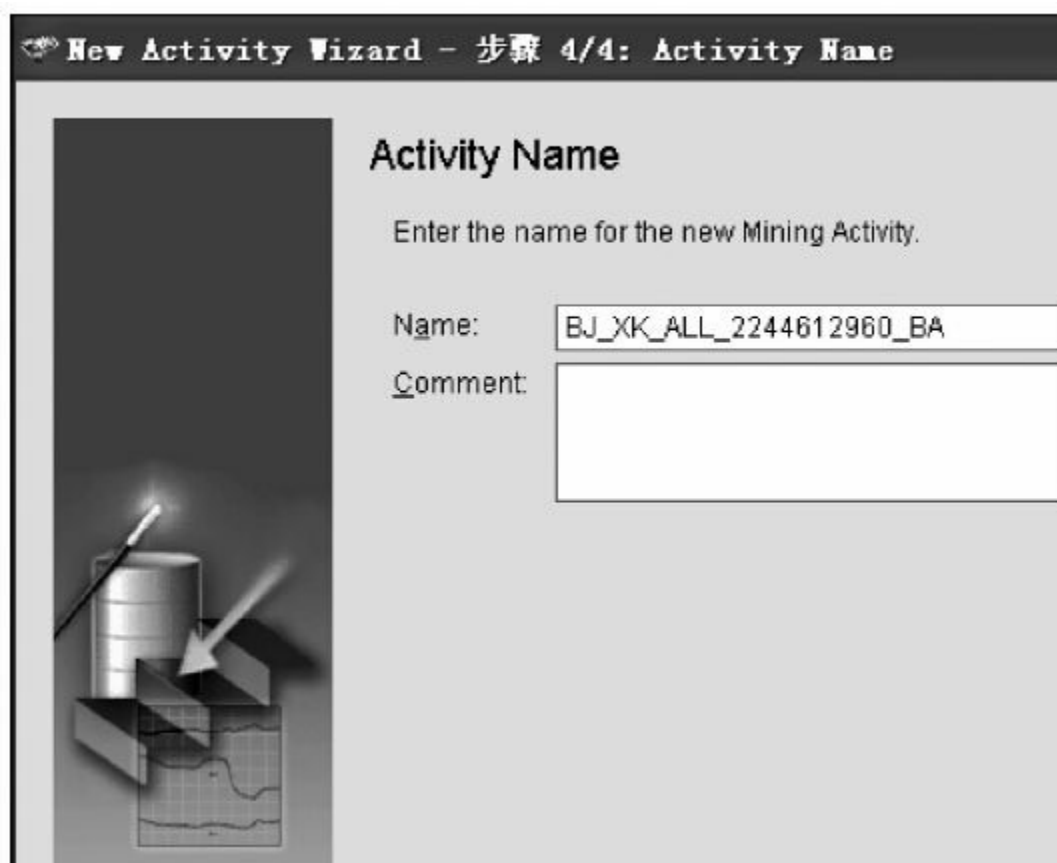 New Activity Wizard - 步骤 4/4: Activity Name
Activity Name
Enter the name for the new Mining Activity.
Name: BJ_XK_ALL_2244612960_BA
Comment: